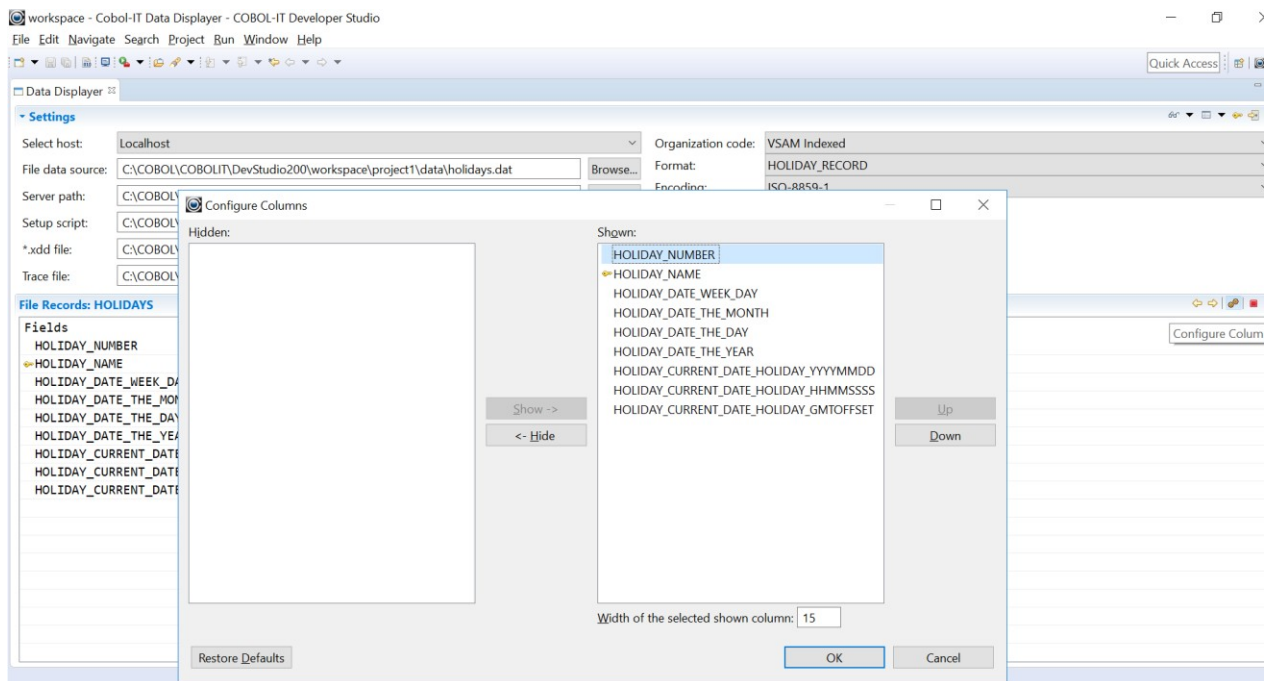 workspace - Cobol-IT Data Displayer - COBOL-IT Developer Studio
File Edit Navigate Search Project Run Window Help
Quick Access
Data Displayer
Settings
Select host: Localhost
Organization code: VSAM Indexed
File data source: C:\COBOL\COBOLIT\DevStudio200\workspace\project1\data\holidays.dat Browse...
Format: HOLIDAY_RECORD
Encoding: ISO-8859-1
Server path: C:\COBOL\
Setup script: C:\COBOL\
*.xdd file: C:\COBOL\
Trace file: C:\COBOL\
File Records: HOLIDAYS
Fields
HOLIDAY_NUMBER
HOLIDAY_NAME
HOLIDAY_DATE_WEEK_DA
HOLIDAY_DATE_THE_MON
HOLIDAY_DATE_THE_DAY
HOLIDAY_DATE_THE_YEA
HOLIDAY_CURRENT_DATE
HOLIDAY_CURRENT_DATE
HOLIDAY_CURRENT_DATE
Configure Colum
Configure Columns
Hidden:
Shown:
HOLIDAY_NUMBER
HOLIDAY_NAME
HOLIDAY_DATE_WEEK_DAY
HOLIDAY_DATE_THE_MONTH
HOLIDAY_DATE_THE_DAY
HOLIDAY_DATE_THE_YEAR
HOLIDAY_CURRENT_DATE_HOLIDAY_YYYYMMDD
HOLIDAY_CURRENT_DATE_HOLIDAY_HHMMSSSS
HOLIDAY_CURRENT_DATE_HOLIDAY_GMTOFFSET
Show ->
<- Hide
Up
Down
Width of the selected shown column: 15
Restore Defaults
OK
Cancel